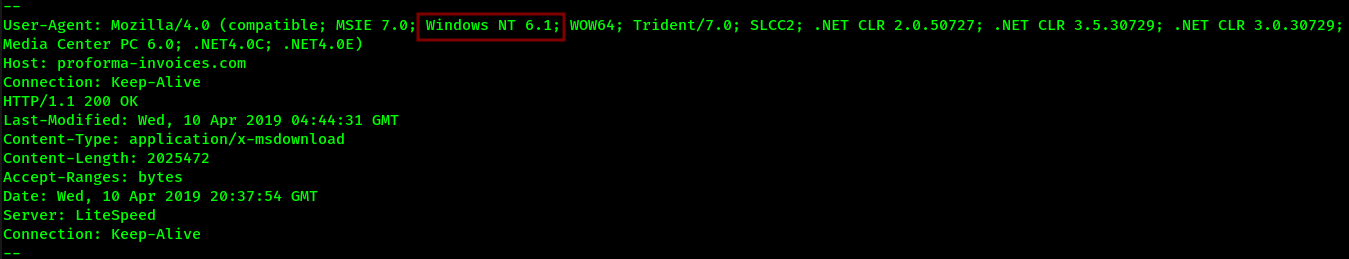 --
User-Agent: Mozilla/4.0 (compatible; MSIE 7.0; Windows NT 6.1; WOW64; Trident/7.0; SLCC2; .NET CLR 2.0.50727; .NET CLR 3.5.30729; .NET CLR 3.0.30729;
Media Center PC 6.0; .NET4.0C; .NET4.0E)
Host: proforma-invoices.com
Connection: Keep-Alive
HTTP/1.1 200 OK
Last-Modified: Wed, 10 Apr 2019 04:44:31 GMT
Content-Type: application/x-msdownload
Content-Length: 2025472
Accept-Ranges: bytes
Date: Wed, 10 Apr 2019 20:37:54 GMT
Server: LiteSpeed
Connection: Keep-Alive
--